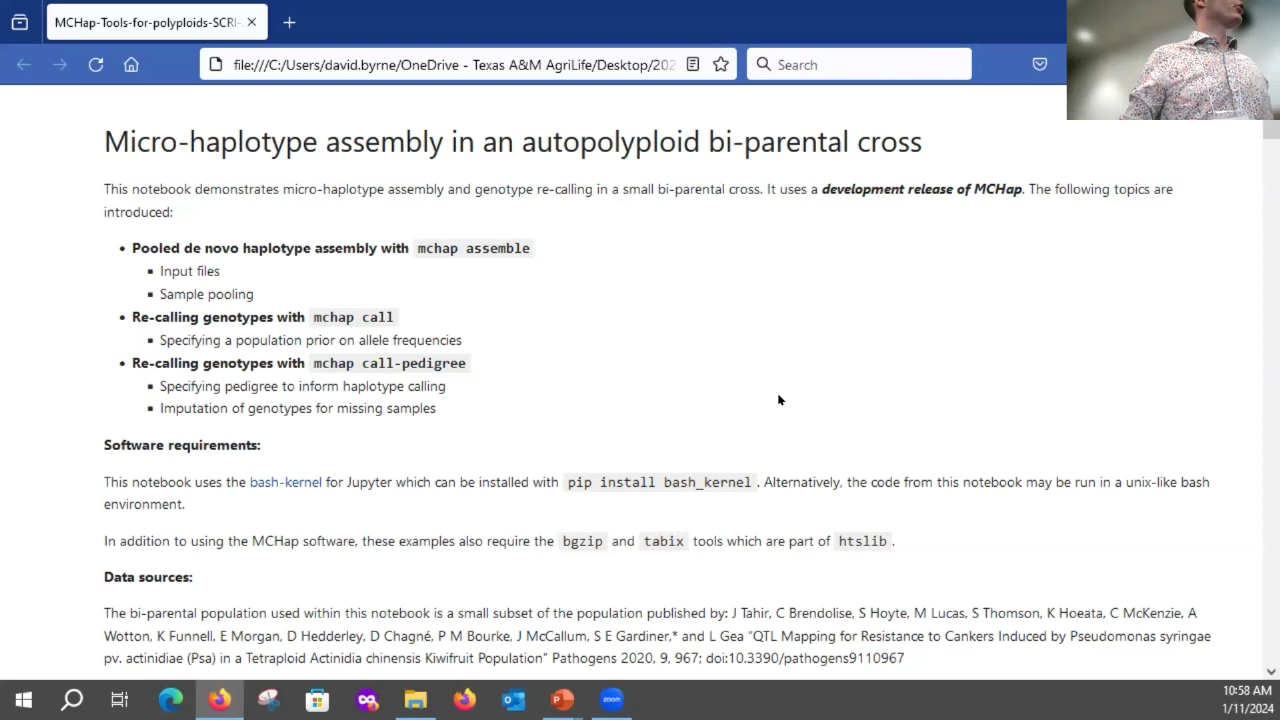 MCHap-Tools-for-polyploids-SCRI-
file:///C:/Users/david.byrne/OneDrive - Texas A&M AgriLife/Desktop/202
Search
Micro-haplotype assembly in an autopolyploid bi-parental cross
This notebook demonstrates micro-haplotype assembly and genotype re-calling in a small bi-parental cross. It uses a development release of MCHap. The following topics are
introduced:
• Pooled de novo haplotype assembly with mchap assemble
▪ Input files
▪ Sample pooling
• Re-calling genotypes with mchap call
▪ Specifying a population prior on allele frequencies
• Re-calling genotypes with mchap call-pedigree
▪ Specifying pedigree to inform haplotype calling
▪ Imputation of genotypes for missing samples
Software requirements:
This notebook uses the bash-kernel for Jupyter which can be installed with pip install bash_kernel. Alternatively, the code from this notebook may be run in a unix-like bash
environment.
In addition to using the MCHap software, these examples also require the bgzip and tabix tools which are part of htslib.
Data sources:
The bi-parental population used within this notebook is a small subset of the population published by: J Tahir, C Brendolise, S Hoyte, M Lucas, S Thomson, K Hoeata, C McKenzie, A
Wotton, K Funnell, E Morgan, D Hedderley, D Chagné, P M Bourke, J McCallum, S E Gardiner,* and L Gea "QTL Mapping for Resistance to Cankers Induced by Pseudomonas syringae
pv. actinidiae (Psa) in a Tetraploid Actinidia chinensis Kiwifruit Population" Pathogens 2020, 9, 967; doi:10.3390/pathogens9110967
zoom
10:58 AM
1/11/2024